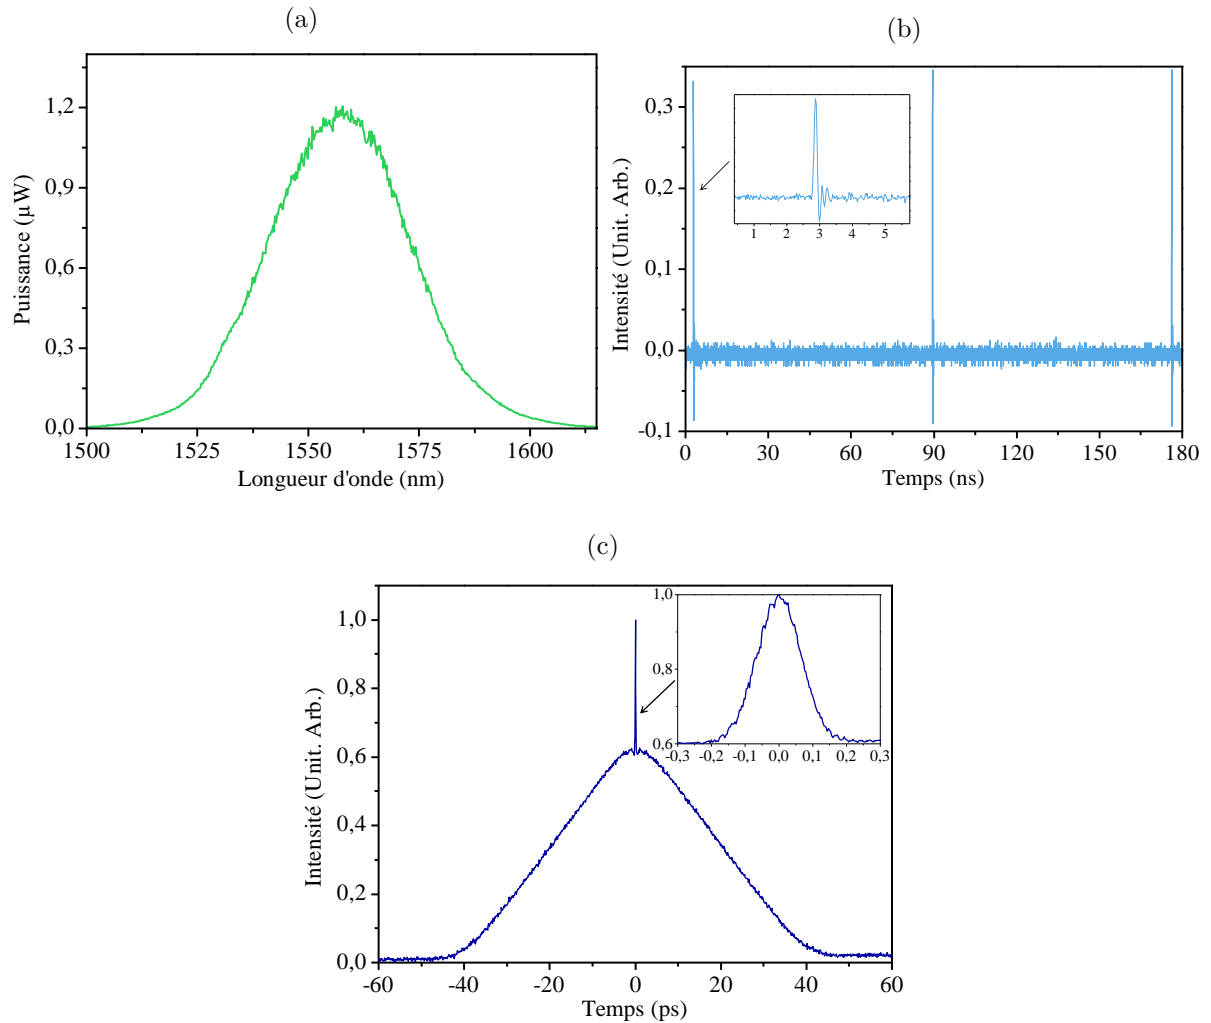 (a)
Puissance (µW)
1,2
0,9
0,6
0,3
0,0
1500 1525 1550 1575 1600
Longueur d'onde (nm)
(b)
Intensité (Unit. Arb.)
0,3
0,2
0,1
0,0
-0,1
1 2 3 4 5
0 30 60 90 120 150 180
Temps (ns)
(c)
Intensité (Unit. Arb.)
1,0
0,8
0,6
0,4
0,2
0,0
1,0
0,8
0,6
-0,3 -0,2 -0,1 0,0 0,1 0,2 0,3
-60 -40 -20 0 20 40 60
Temps (ps)